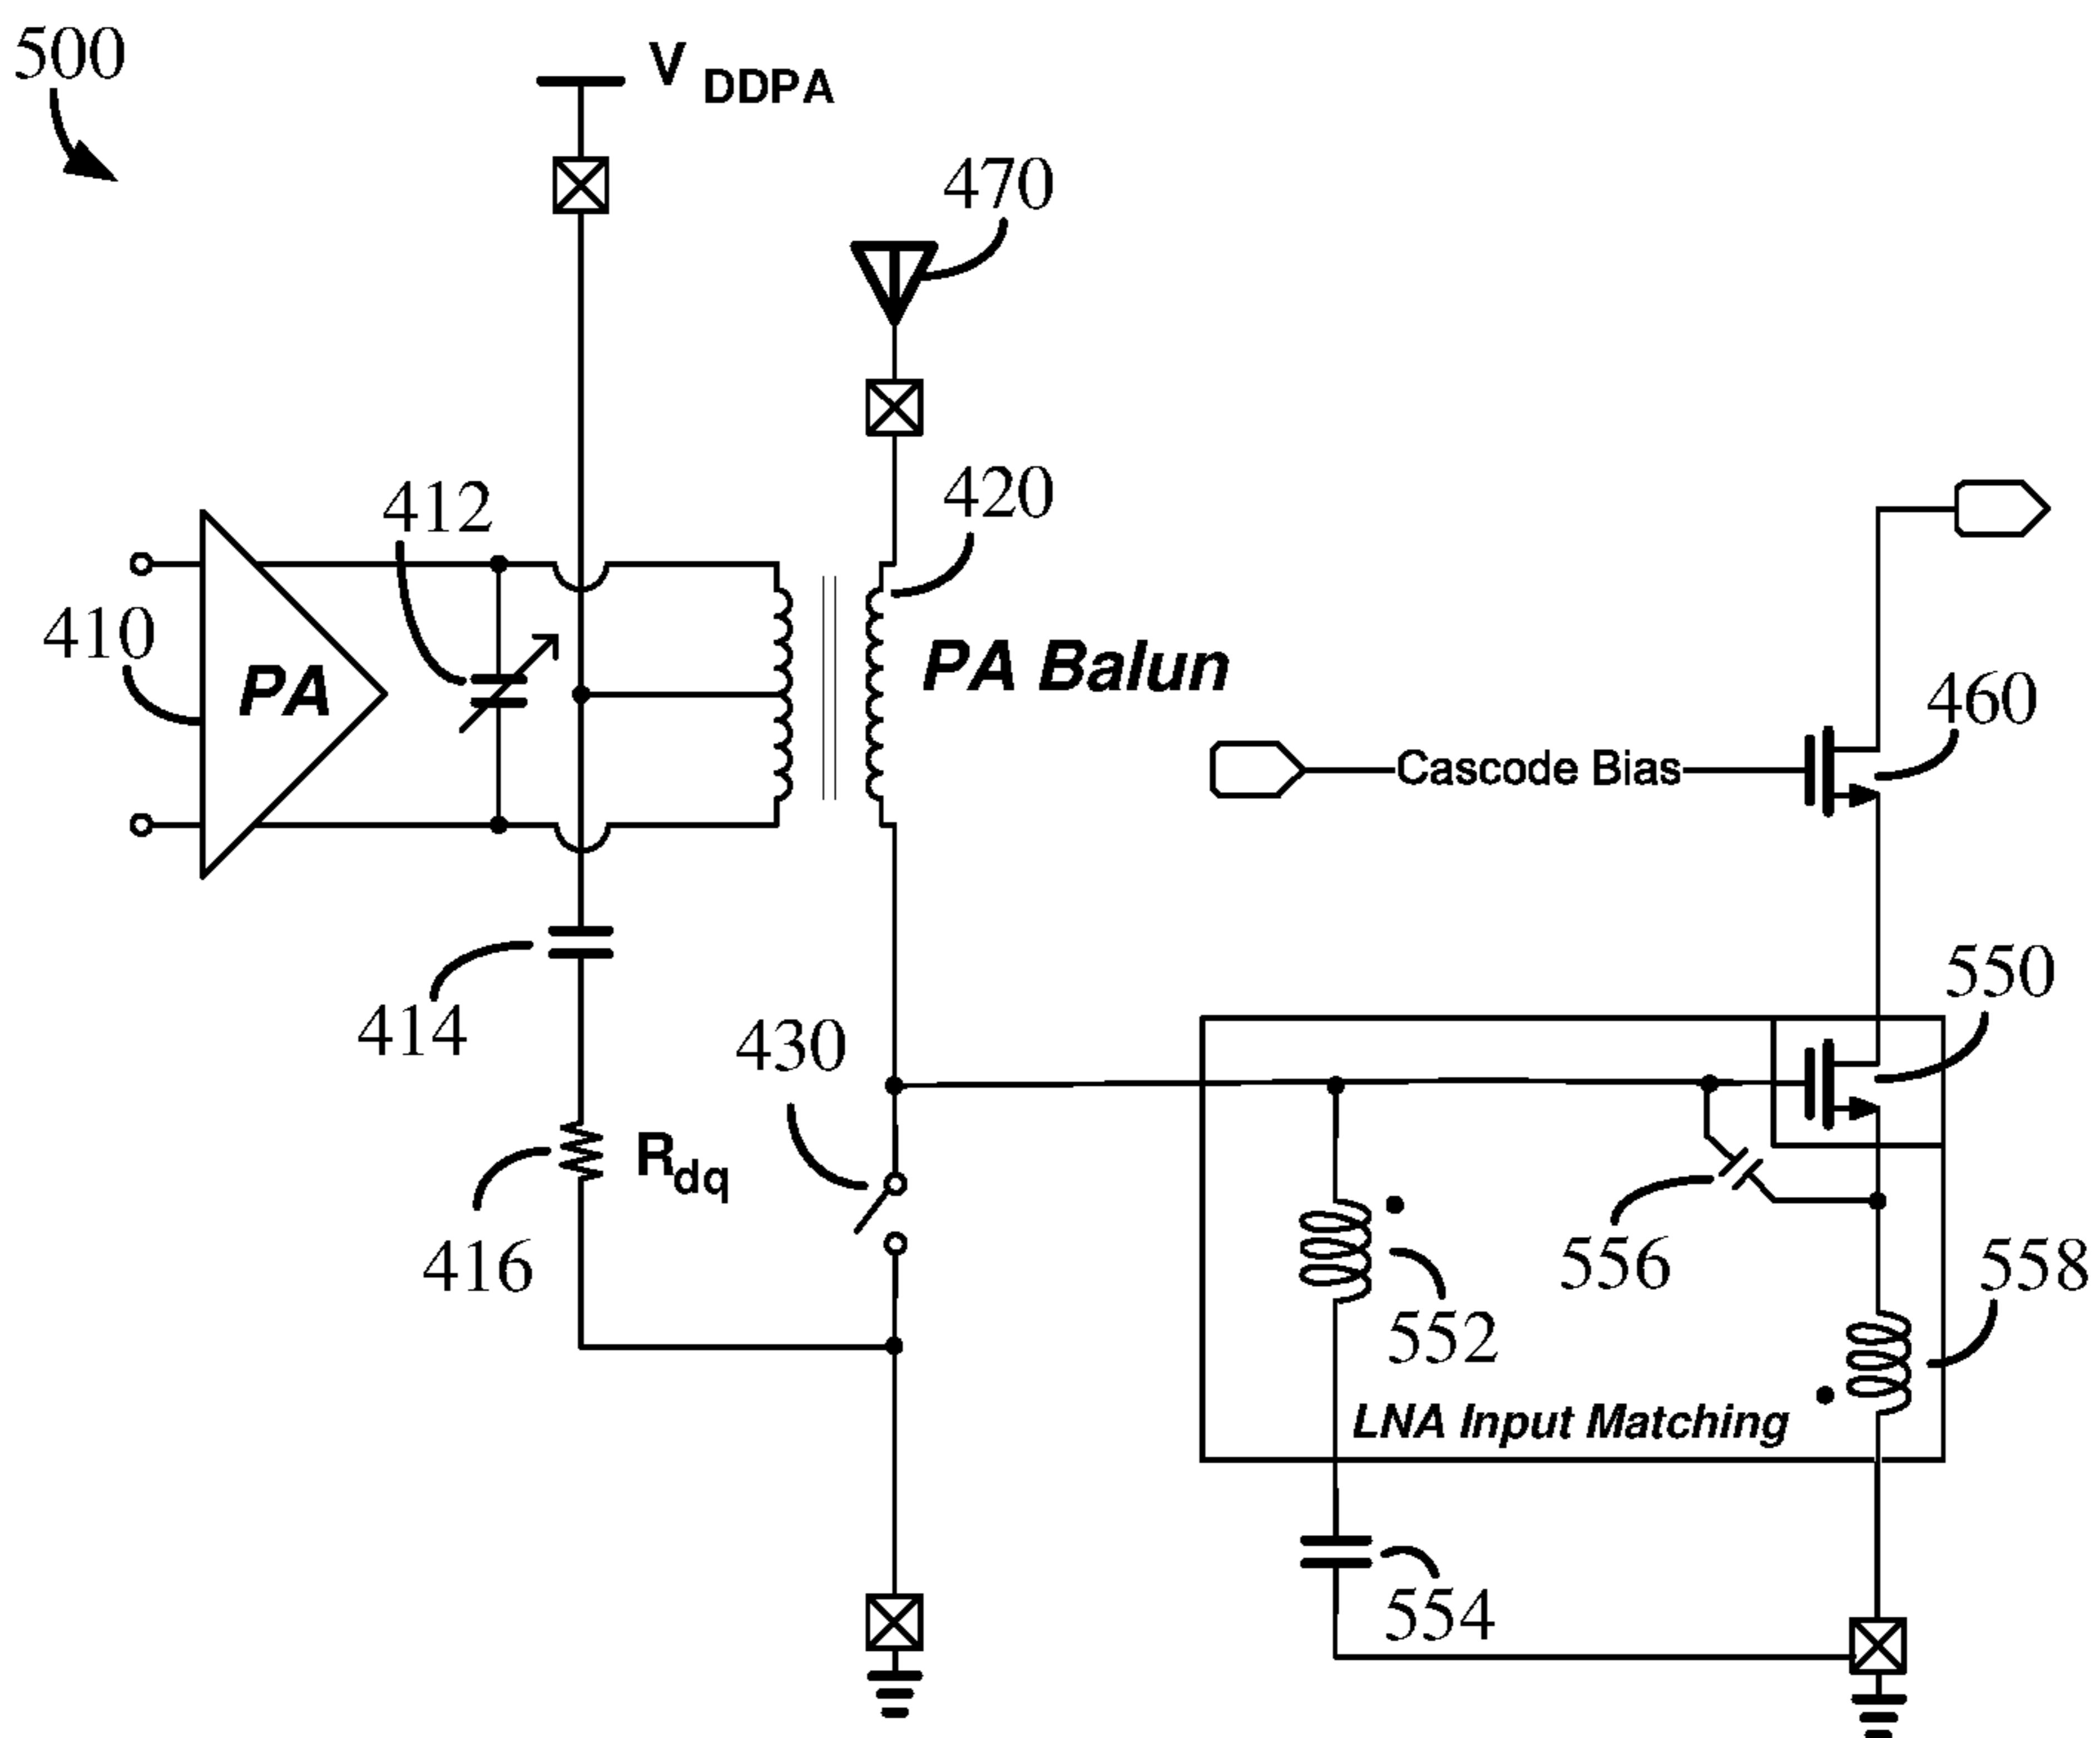 500
V DDPA
470
412
420
410
PA
PA Balun
460
Cascode Bias
550
414
430
Rdq
416
556
558
552
LNA Input Matching
554